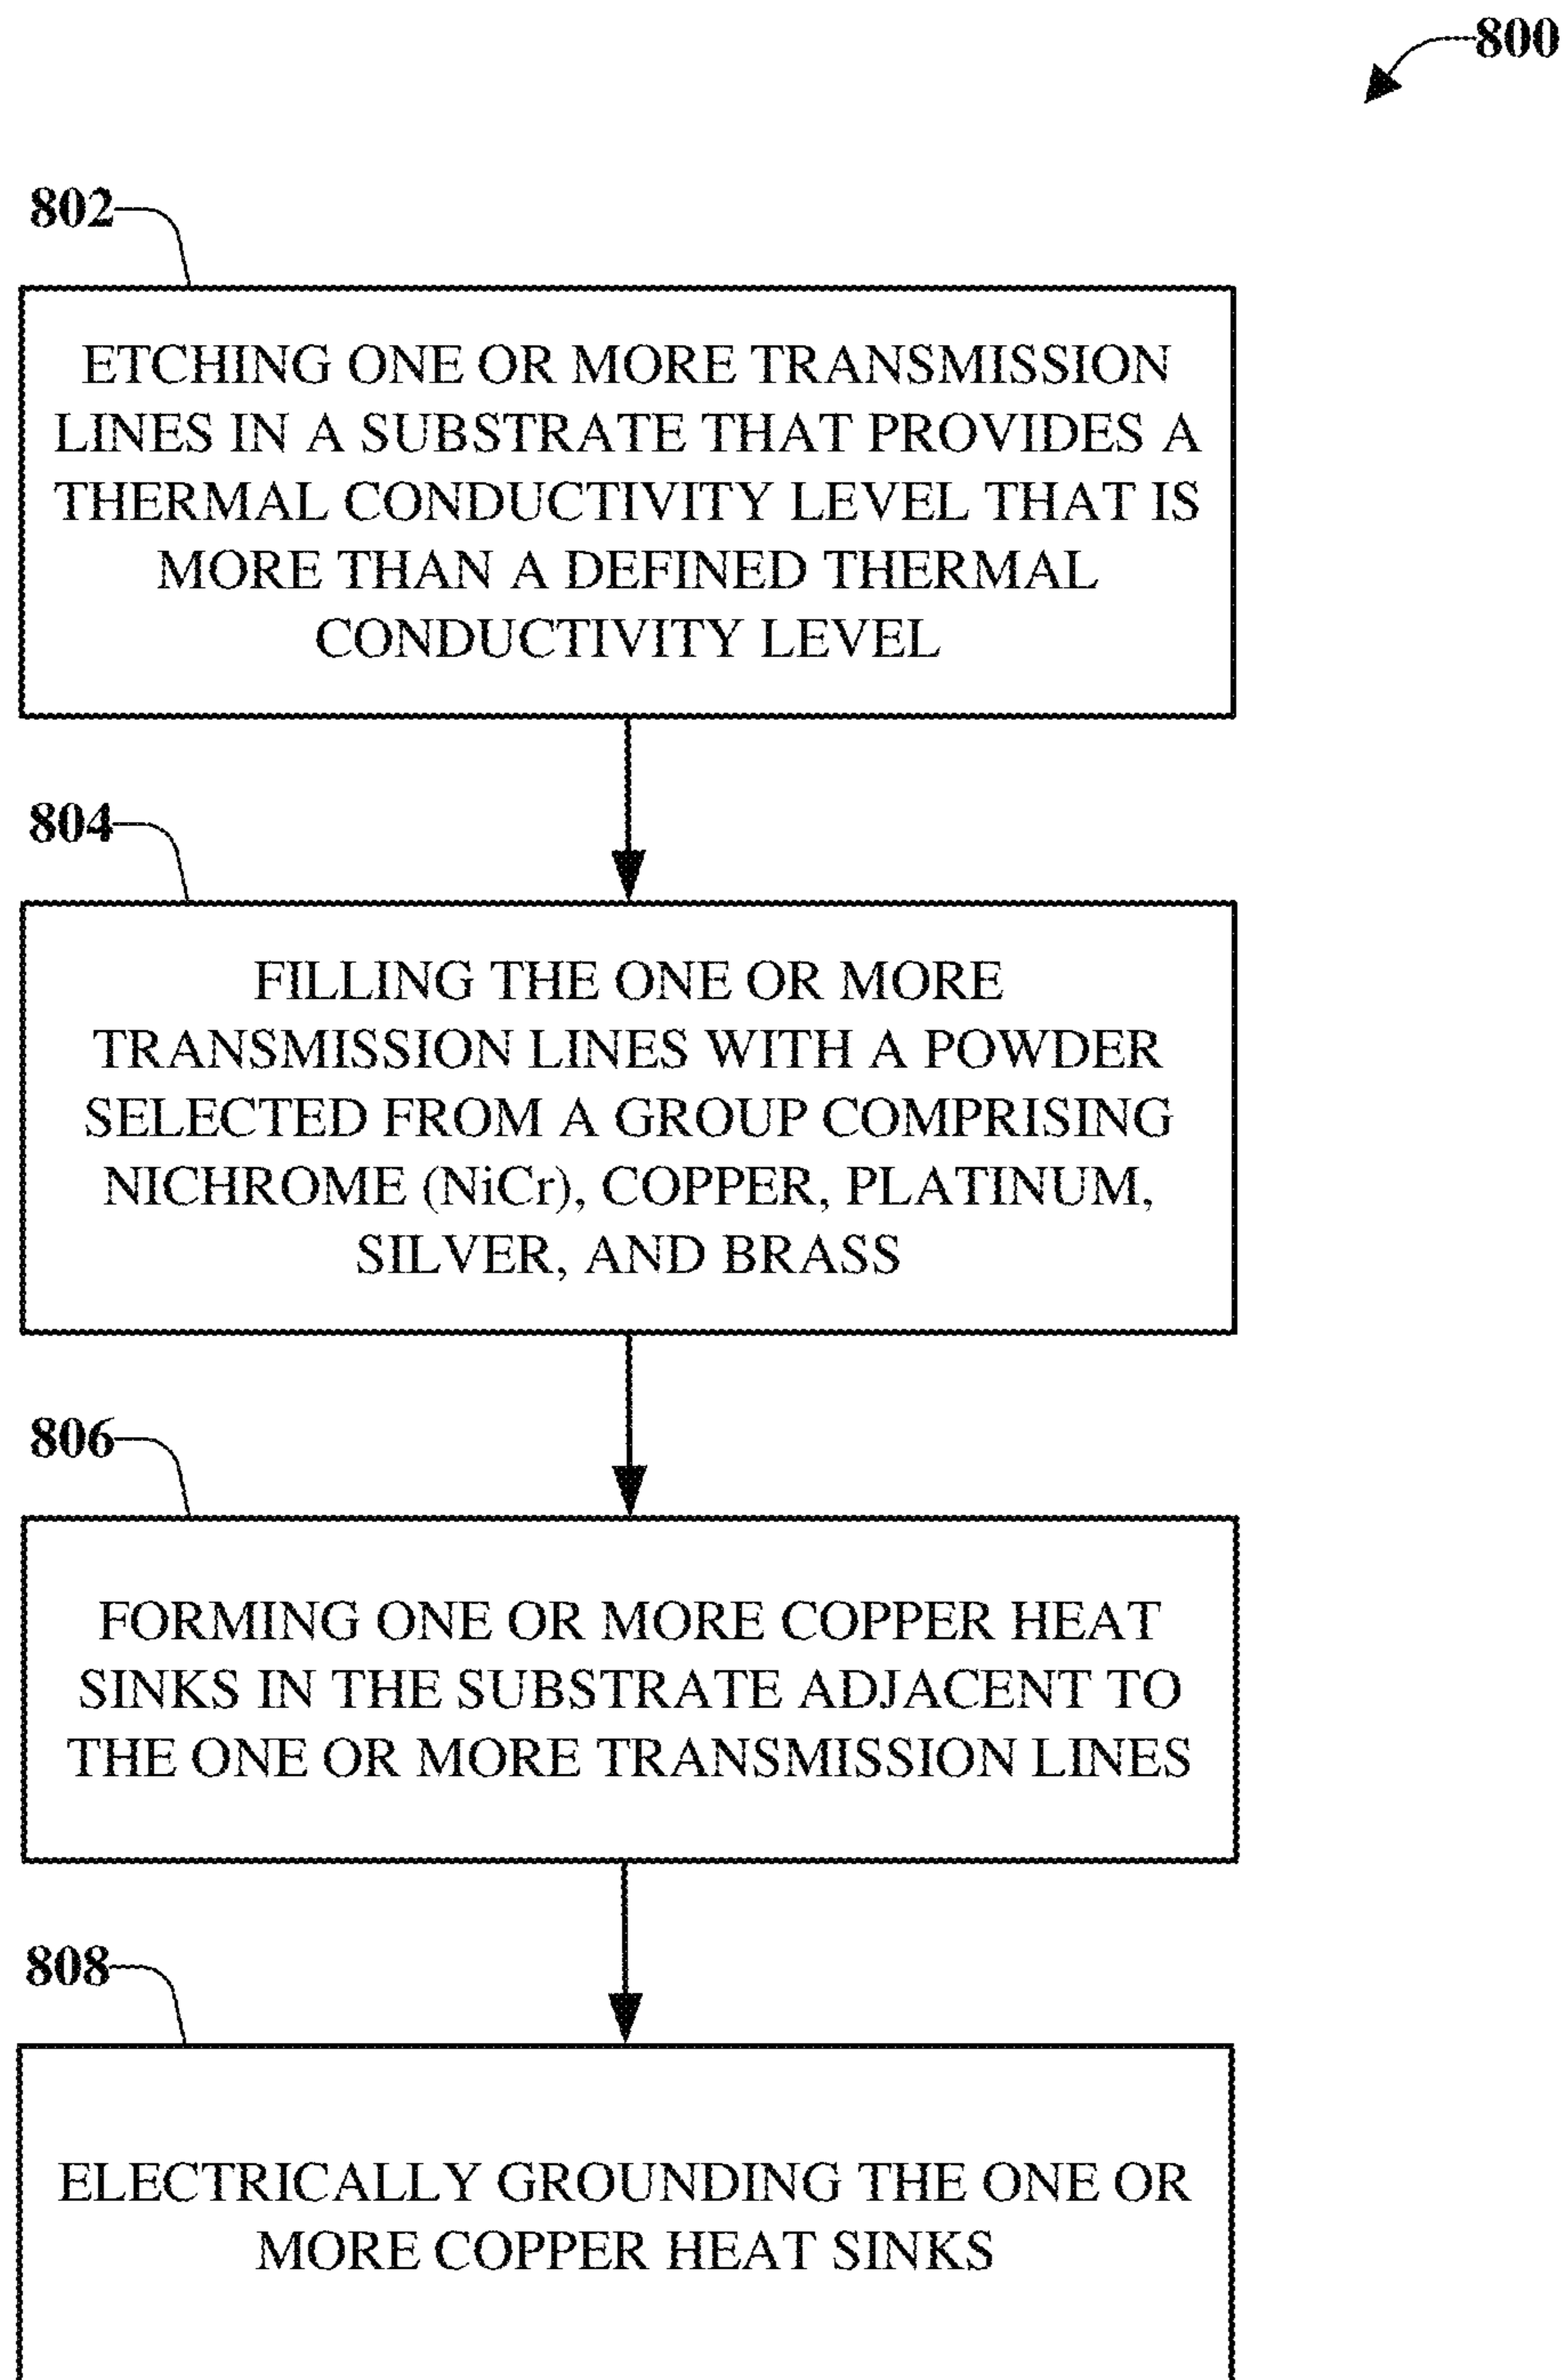 800
802
ETCHING ONE OR MORE TRANSMISSION
LINES IN A SUBSTRATE THAT PROVIDES A
THERMAL CONDUCTIVITY LEVEL THAT IS
MORE THAN A DEFINED THERMAL
CONDUCTIVITY LEVEL
804
FILLING THE ONE OR MORE
TRANSMISSION LINES WITH A POWDER
SELECTED FROM A GROUP COMPRISING
NICHROME (NiCr), COPPER, PLATINUM,
SILVER, AND BRASS
806
FORMING ONE OR MORE COPPER HEAT
SINKS IN THE SUBSTRATE ADJACENT TO
THE ONE OR MORE TRANSMISSION LINES
808
ELECTRICALLY GROUNDING THE ONE OR
MORE COPPER HEAT SINKS